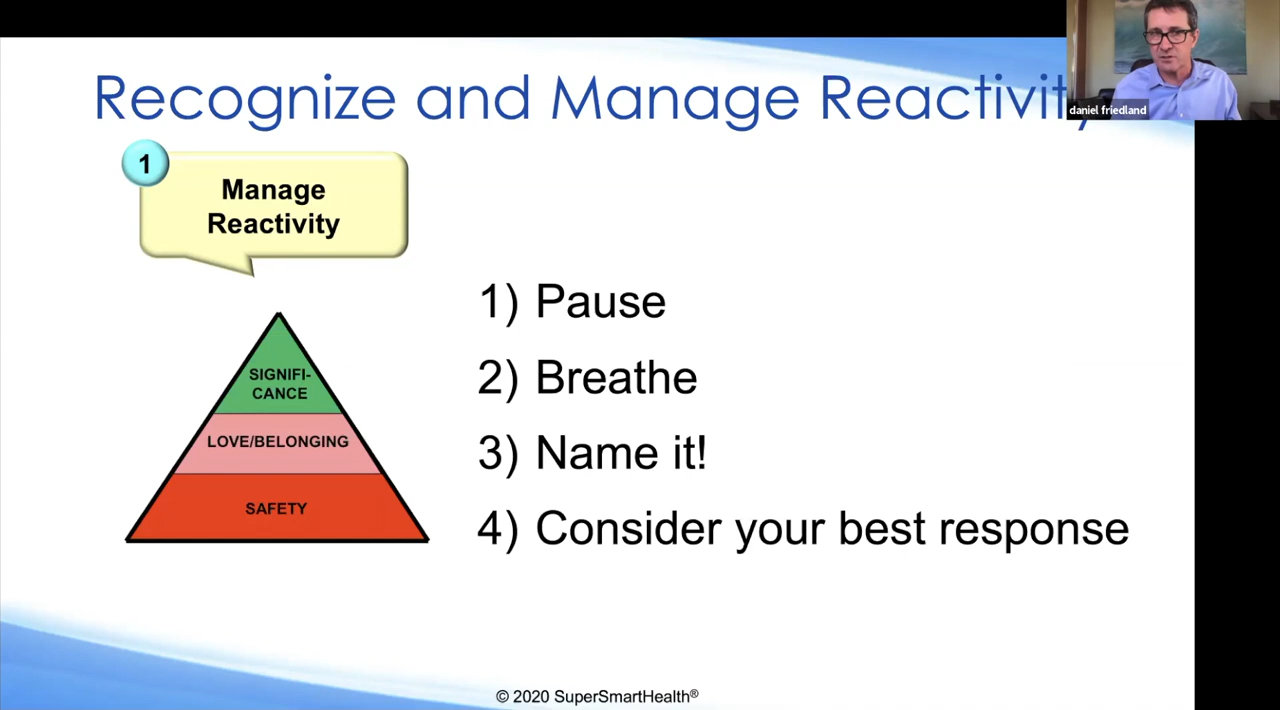 Recognize and Manage Reactivity
daniel friedland
1
Manage
Reactivity
SIGNIFI-
CANCE
LOVE/BELONGING
SAFETY
1) Pause
2) Breathe
3) Name it!
4) Consider your best response
© 2020 SuperSmartHealth®